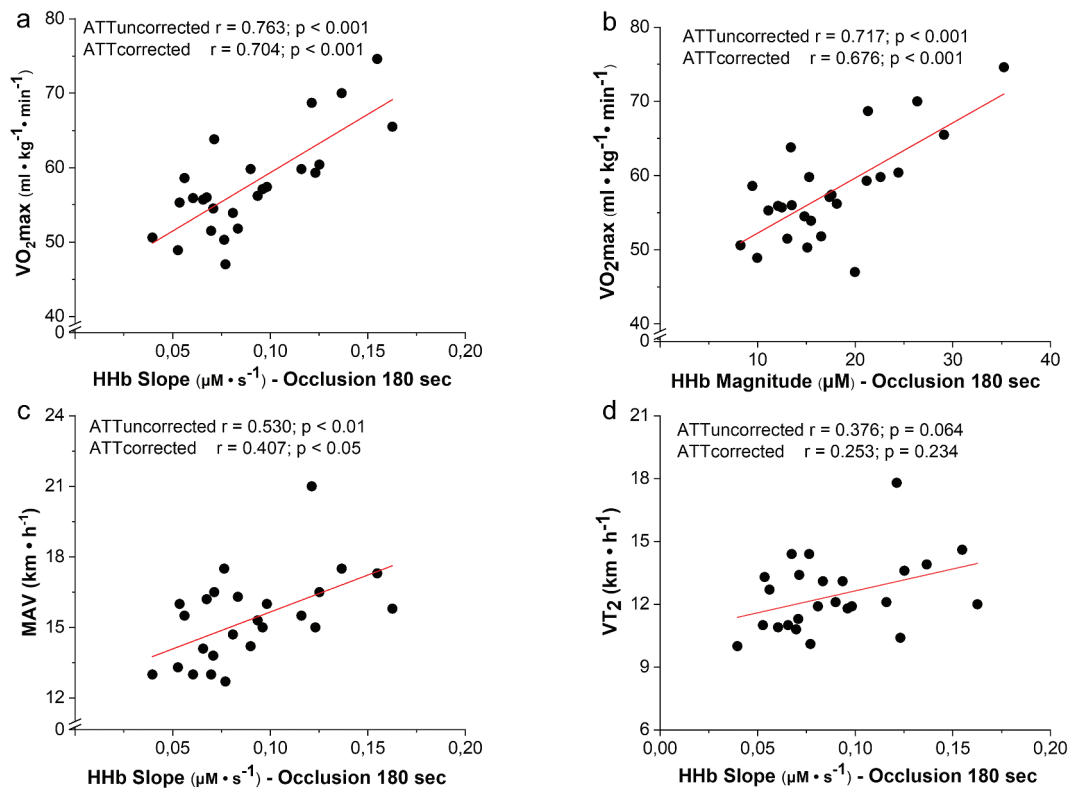 a
ATTuncorrected r = 0.763; p < 0.001
ATTcorrected r = 0.704; p < 0.001
80
70
60
50
40
0
VO₂max (ml • kg⁻¹• min⁻¹)
0,05 0,10 0,15 0,20
HHb Slope (µM • s⁻¹) - Occlusion 180 sec
b
ATTuncorrected r = 0.717; p < 0.001
ATTcorrected r = 0.676; p < 0.001
80
70
60
50
40
0
VO2max (ml • kg⁻¹• min⁻¹)
10 20 30 40
HHb Magnitude (µM) - Occlusion 180 sec
c
ATTuncorrected r = 0.530; p < 0.01
ATTcorrected r = 0.407; p < 0.05
24
21
18
15
12
0
MAV (km • h⁻¹)
0,05 0,10 0,15 0,20
HHb Slope (µM • s⁻¹) - Occlusion 180 sec
d
ATTuncorrected r = 0.376; p = 0.064
ATTcorrected r = 0.253; p = 0.234
21
18
15
12
9
6
VT₂ (km • h⁻¹)
0,00 0,05 0,10 0,15 0,20
HHb Slope (µM • s⁻¹) - Occlusion 180 sec